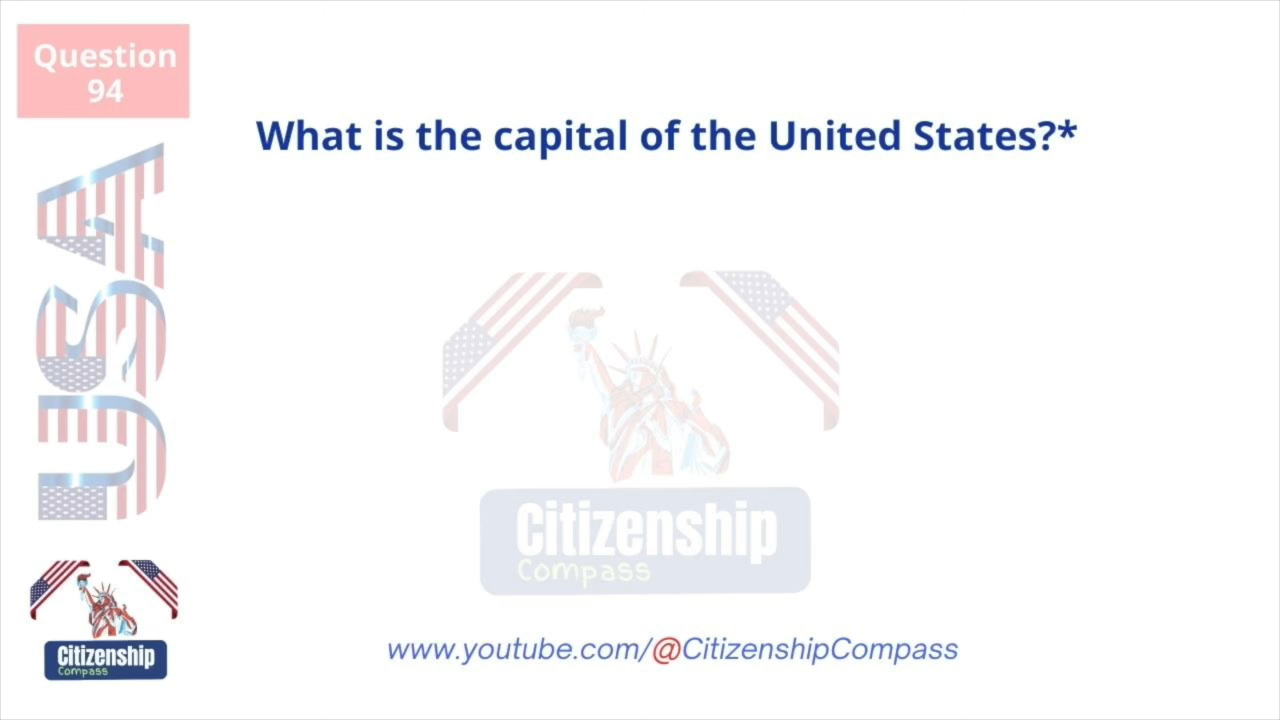 Question
94
What is the capital of the United States?*
USA
Citizenship
Compass
Citizenship
Compass
www.youtube.com/@CitizenshipCompass